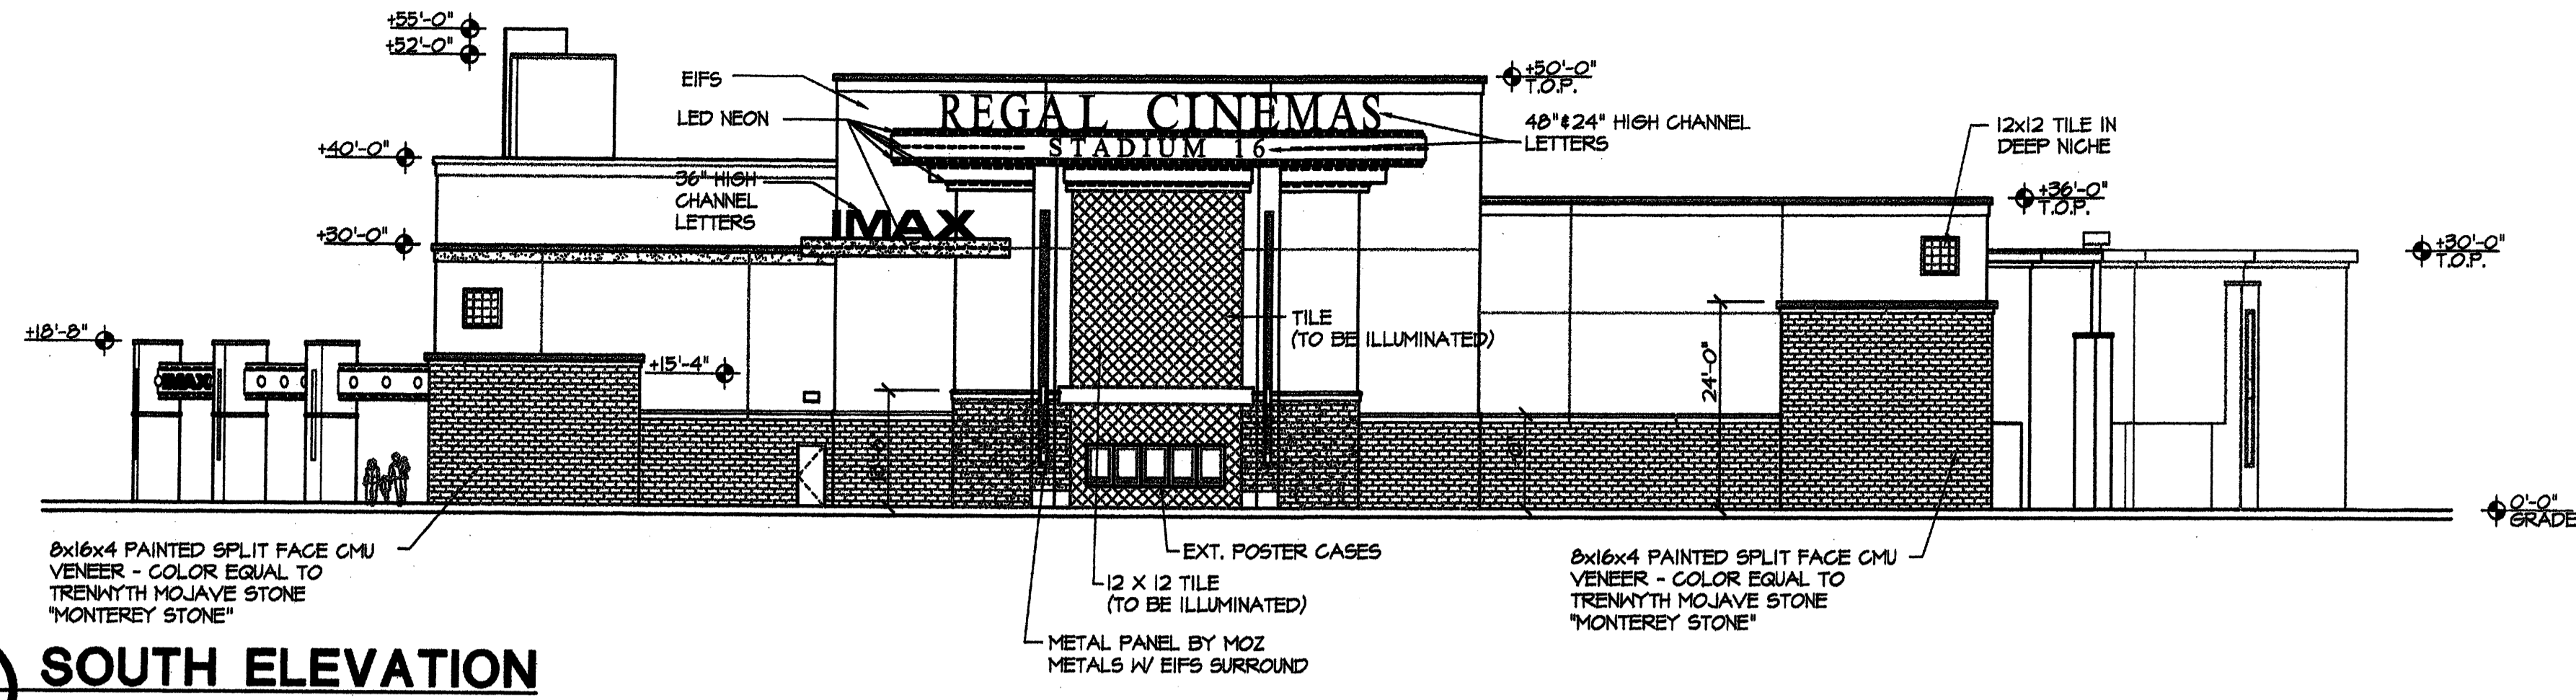 +55'-0"
+52'-0"
+40'-0"
+30'-0"
+18'-8"
+15'-4"
EIFS
LED NEON
36" HIGH
CHANNEL
LETTERS
IMAX
REGAL CINEMAS
STADIUM 16
+50'-0"
T.O.P.
48"&24" HIGH CHANNEL
LETTERS
12x12 TILE IN
DEEP NICHE
+36'-0"
T.O.P.
+30'-0"
T.O.P.
TILE
(TO BE ILLUMINATED)
24'-0"
IMAX
0'-0"
GRADE
8x16x4 PAINTED SPLIT FACE CMU
VENEER - COLOR EQUAL TO
TRENWYTH MOJAVE STONE
"MONTEREY STONE"
EXT. POSTER CASES
12 X 12 TILE
(TO BE ILLUMINATED)
METAL PANEL BY MOZ
METALS W/ EIFS SURROUND
8x16x4 PAINTED SPLIT FACE CMU
VENEER - COLOR EQUAL TO
TRENWYTH MOJAVE STONE
"MONTEREY STONE"
SOUTH ELEVATION